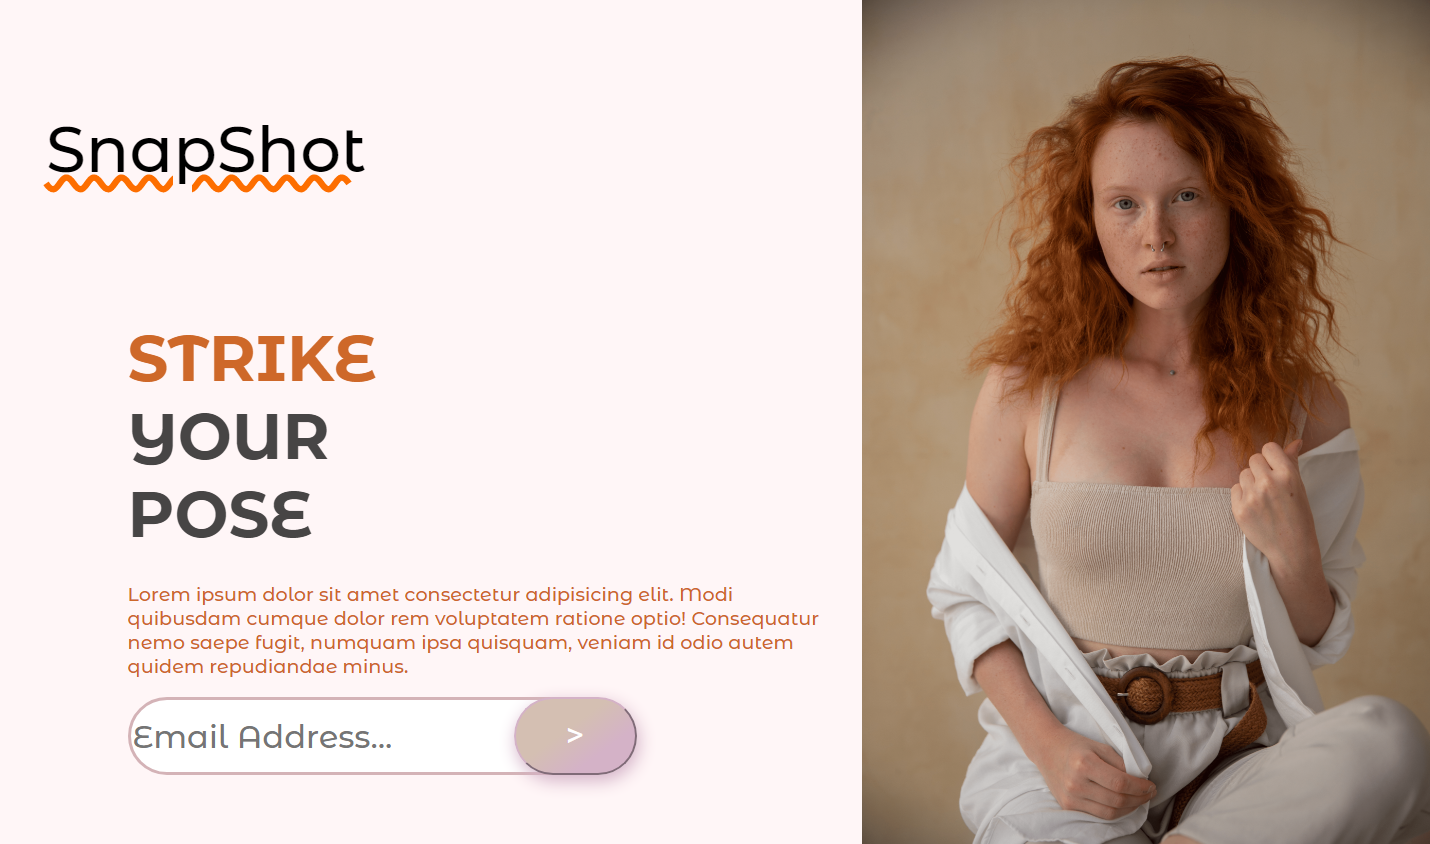 SnapShot
STRIKE
YOUR
POSE
Lorem ipsum dolor sit amet consectetur adipisicing elit. Modi
quibusdam cumque dolor rem voluptatem ratione optio! Consequatur
nemo saepe fugit, numquam ipsa quisquam, veniam id odio autem
quidem repudiandae minus.
Email Address... >